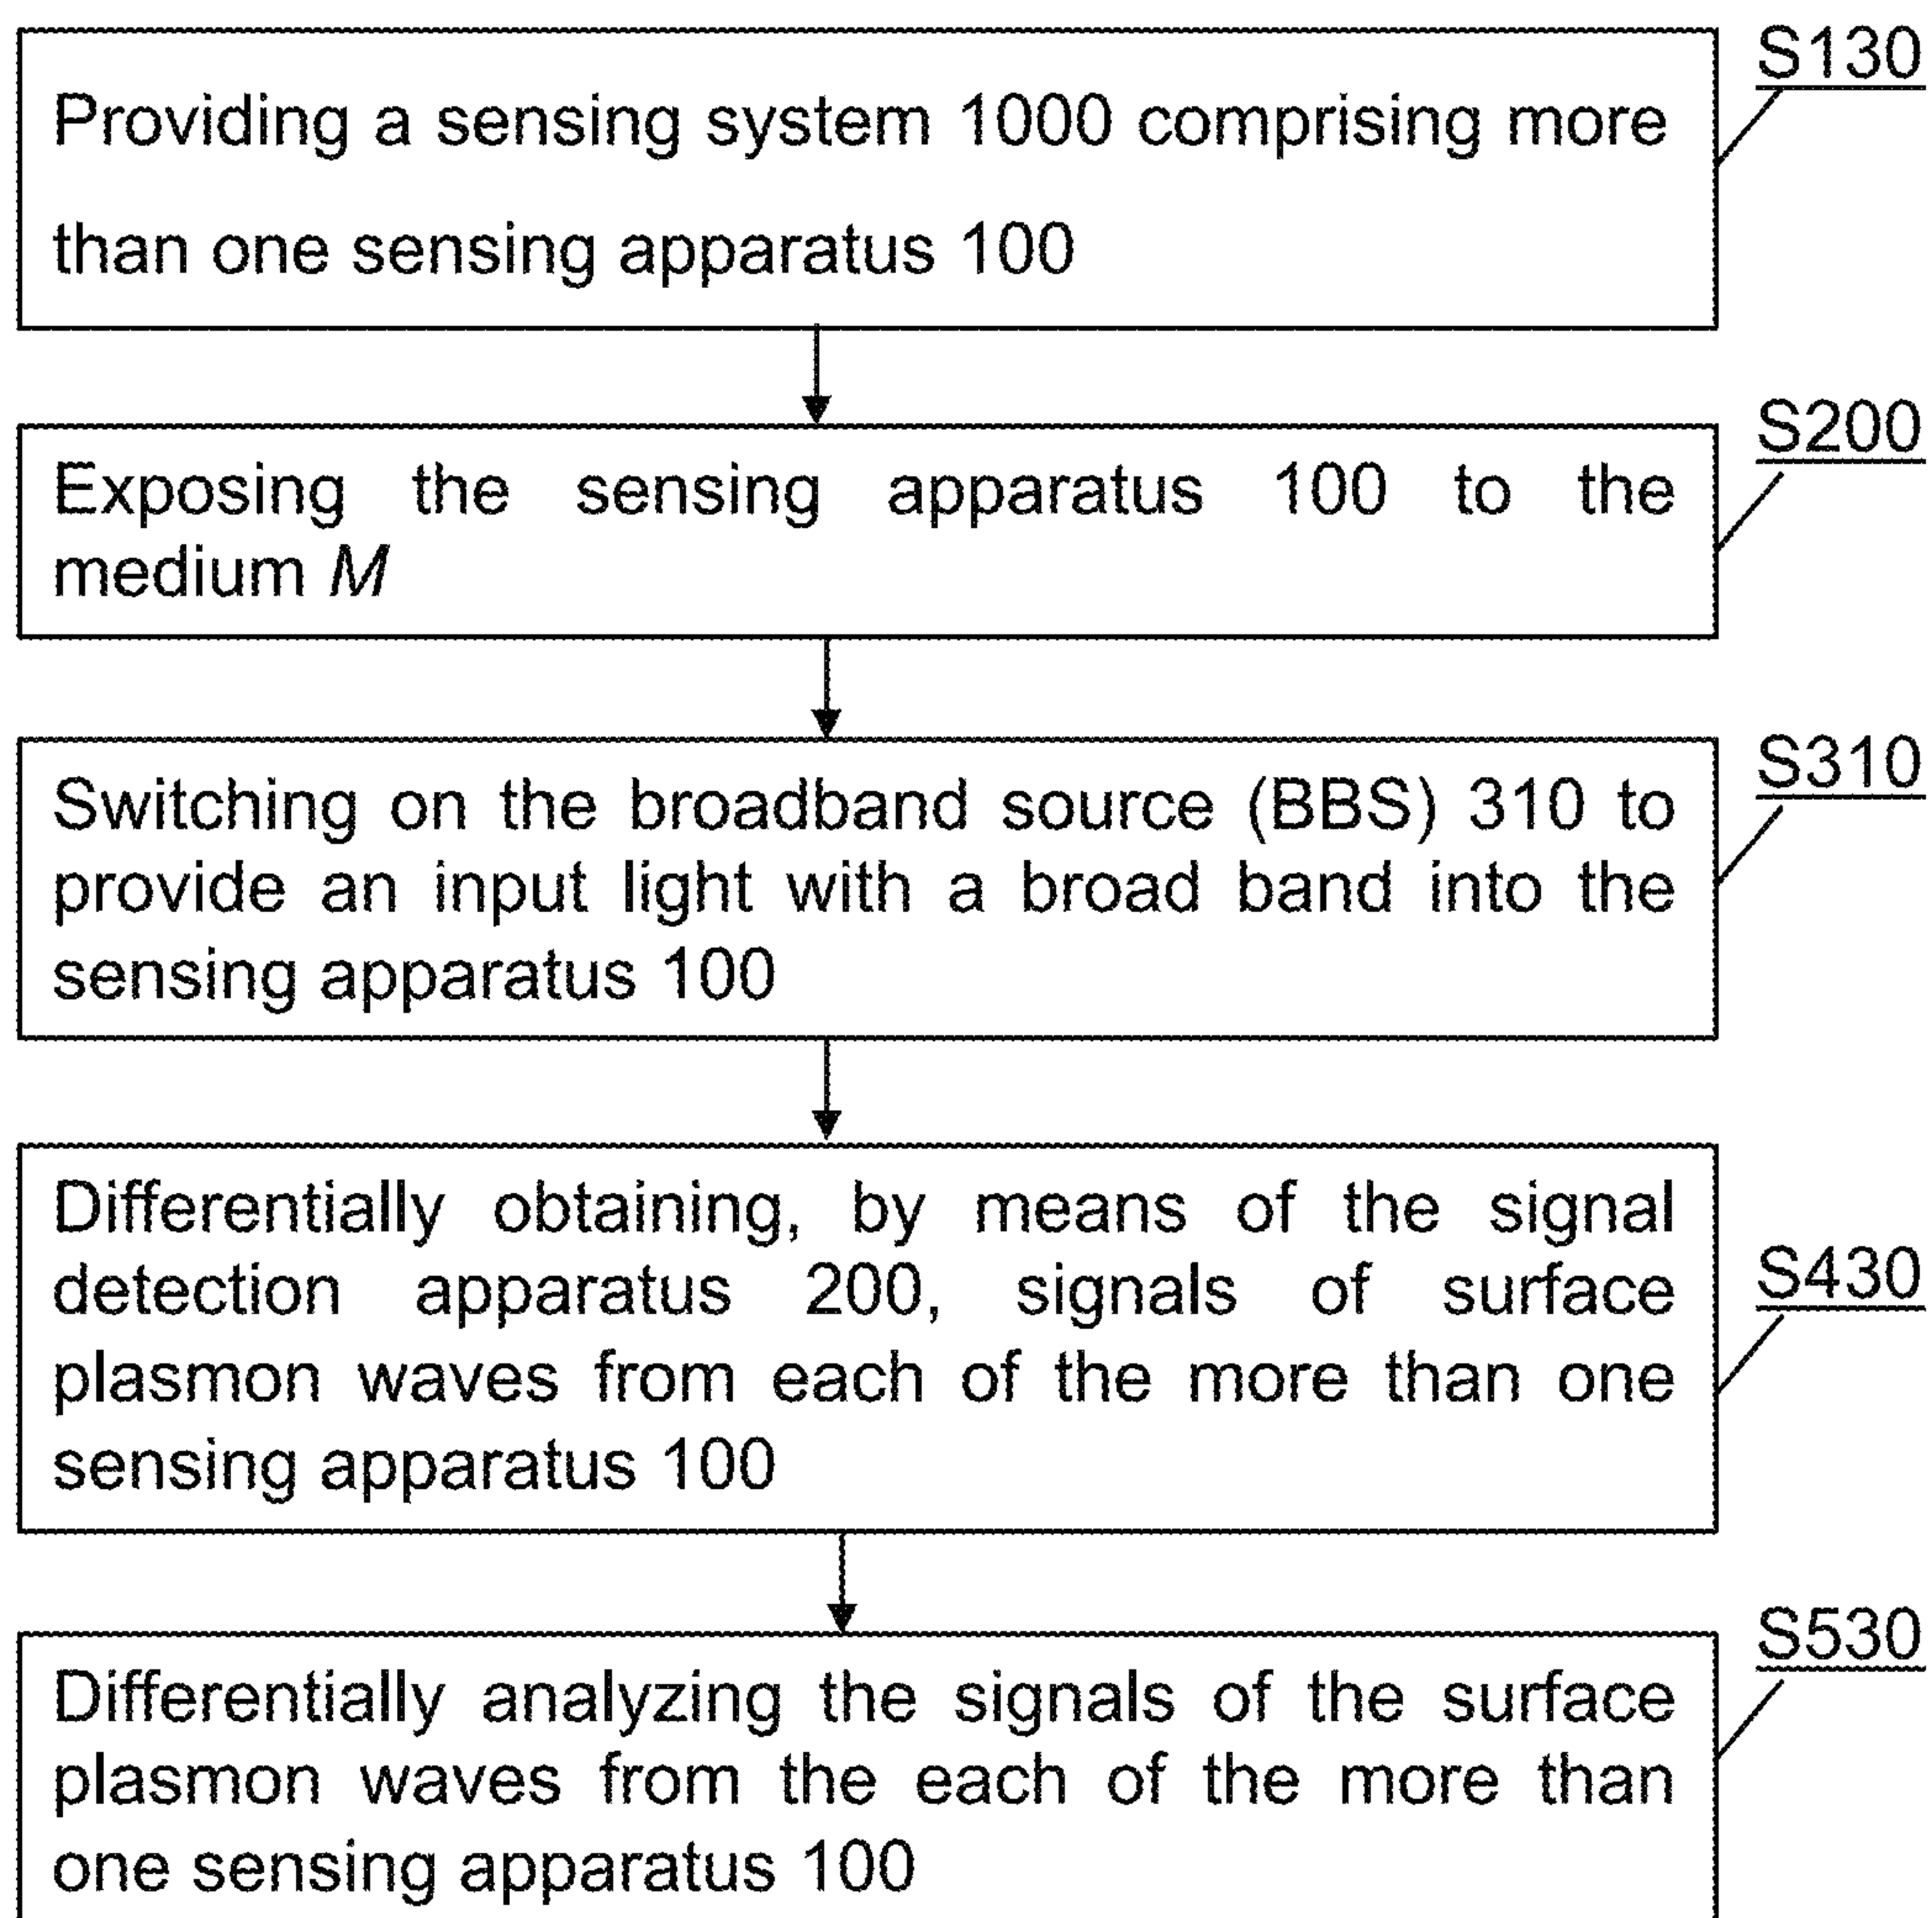 S130
Providing a sensing system 1000 comprising more
than one sensing apparatus 100
S200
Exposing the sensing apparatus 100 to the
medium M
S310
Switching on the broadband source (BBS) 310 to
provide an input light with a broad band into the
sensing apparatus 100
Differentially obtaining, by means of the signal
detection apparatus 200, signals of surface
S430
plasmon waves from each of the more than one
sensing apparatus 100
S530
Differentially analyzing the signals of the surface
plasmon waves from the each of the more than
one sensing apparatus 100